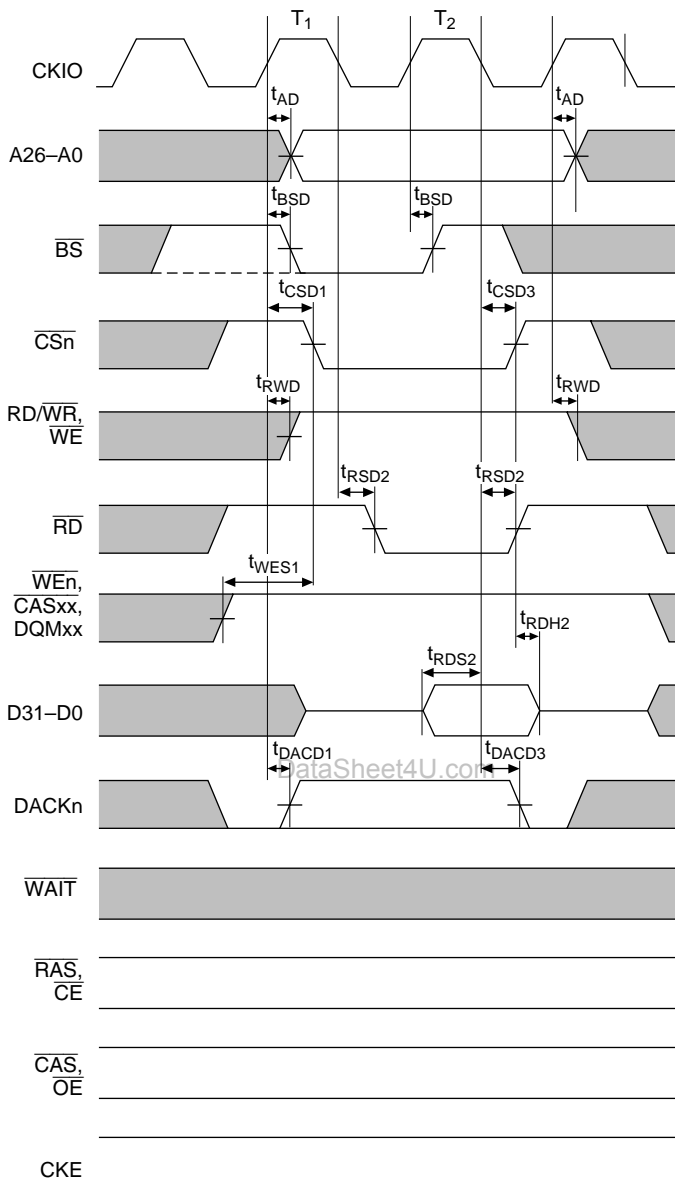 T1 T2
CKIO
tAD tAD
A26–A0
tBSD tBSD
BS
tCSD1 tCSD3
CSn
tRWD tRWD
RD/WR,
WE
tRSD2 tRSD2
RD
tWES1
WEn,
CASxx,
DQMxx
tRDH2
tRDS2
D31–D0
tDACD1 tDACD3
DataSheet4U.com
DACKn
WAIT
RAS,
CE
CAS,
OE
CKE